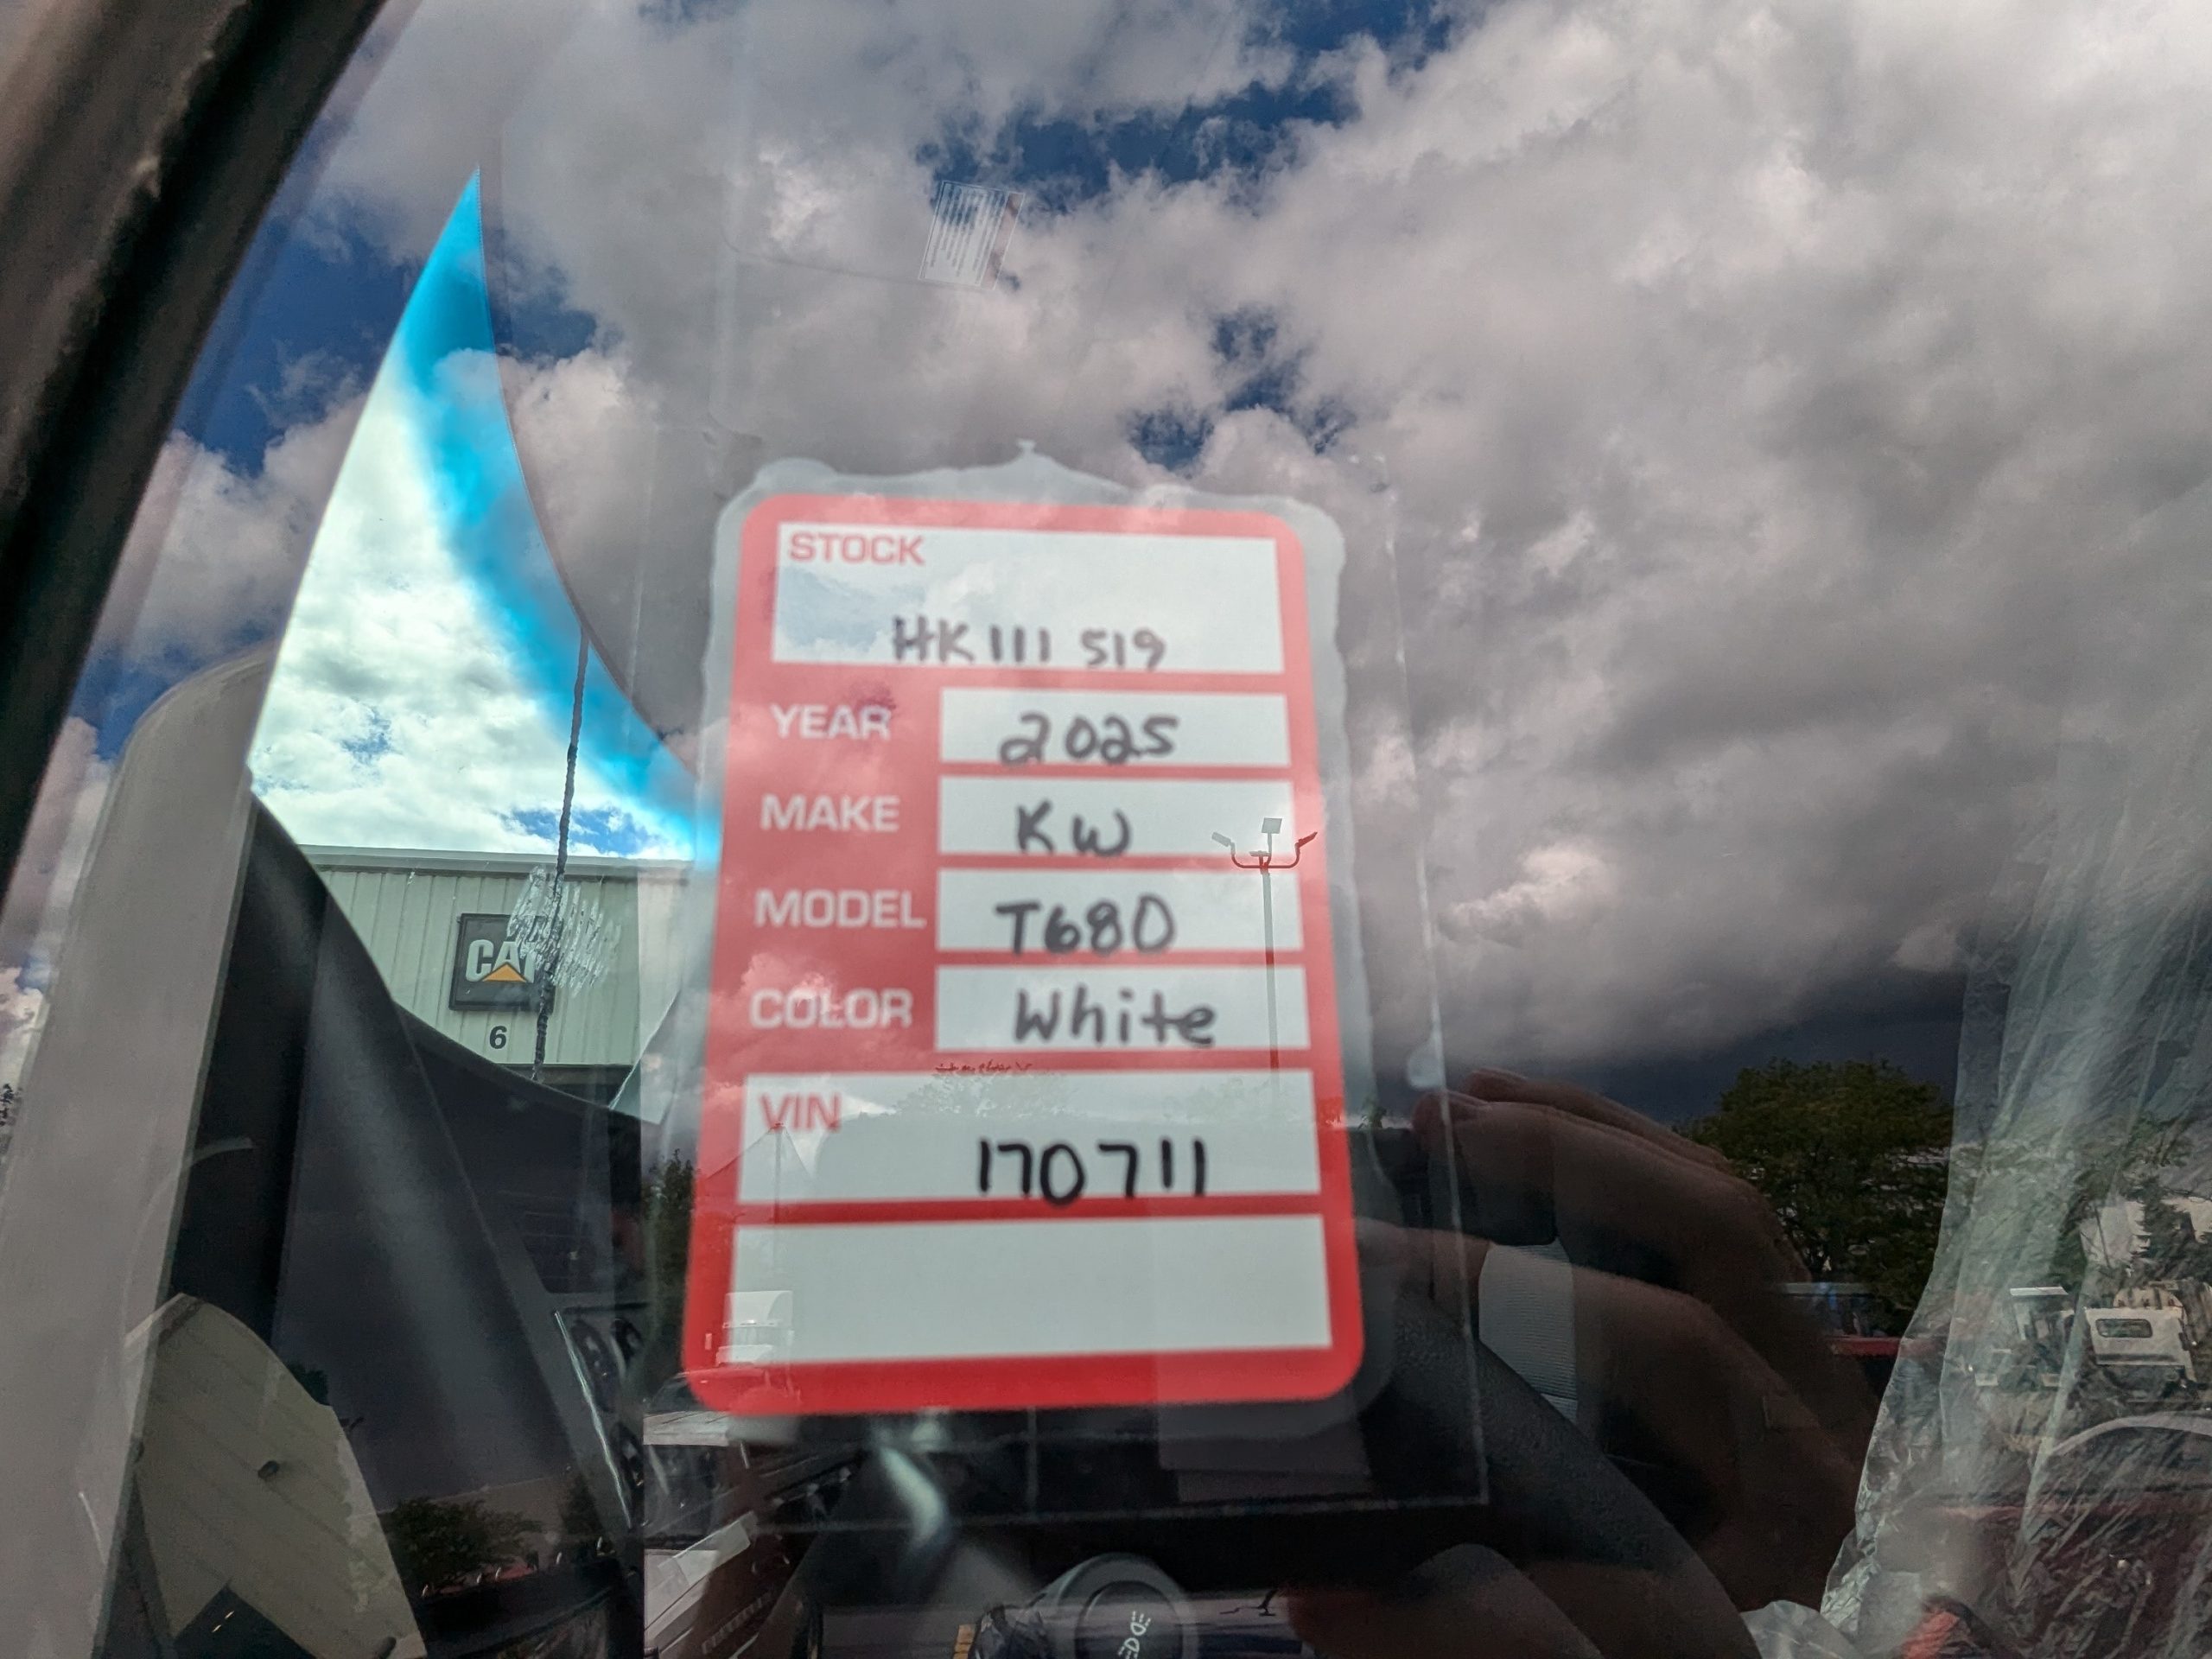 STOCK
HK111 519
YEAR 2025
MAKE KW
MODEL T680
COLOR White
VIN
170711
CAT
6